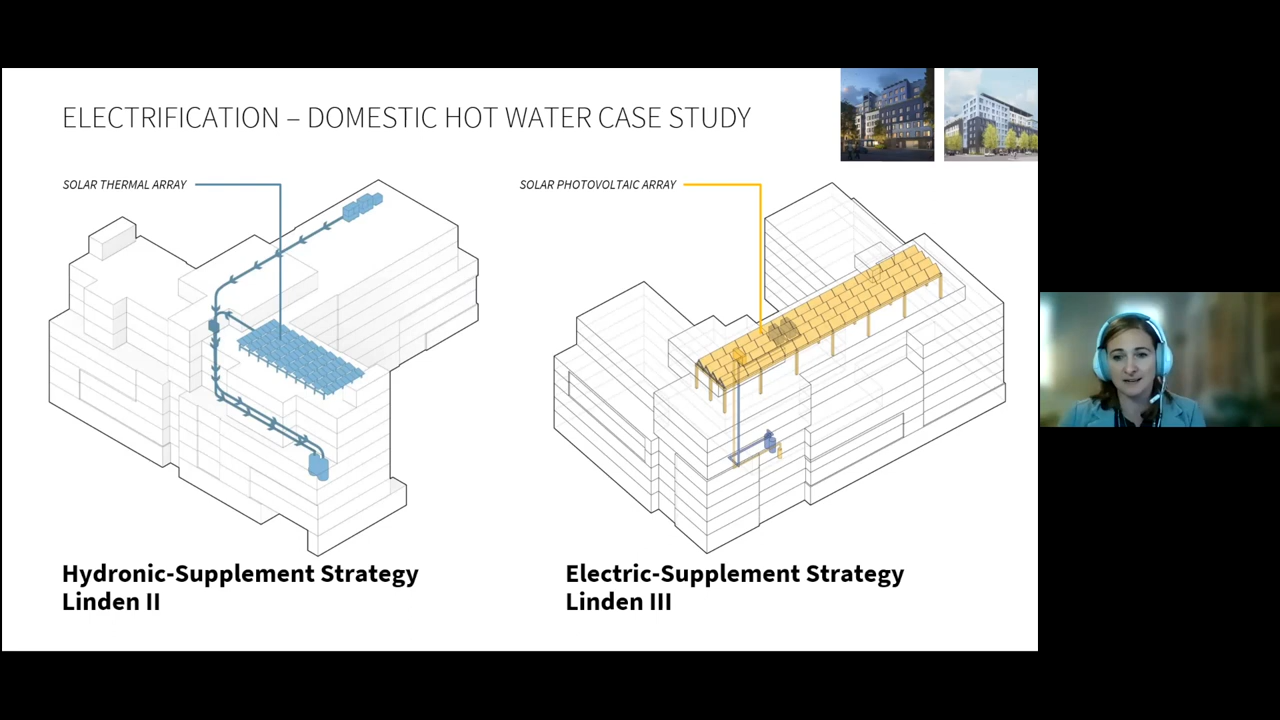 ELECTRIFICATION – DOMESTIC HOT WATER CASE STUDY
SOLAR THERMAL ARRAY
SOLAR PHOTOVOLTAIC ARRAY
Hydronic-Supplement Strategy
Linden II
Electric-Supplement Strategy
Linden III